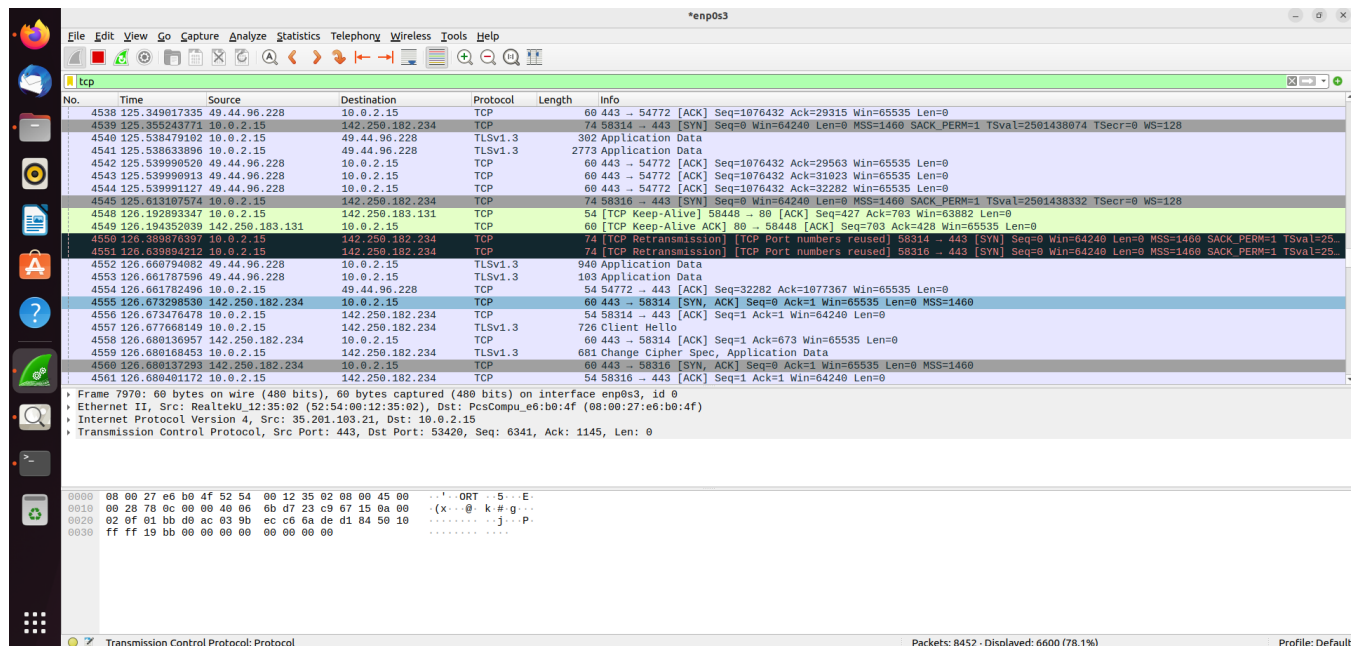 *enp0s3
File Edit View Go Capture Analyze Statistics Telephony Wireless Tools Help
tcp
No. Time Source Destination Protocol Length Info
4538 125.349017335 49.44.96.228 10.0.2.15 TCP 60 443 → 54772 [ACK] Seq=1076432 Ack=29315 Win=65535 Len=0
4539 125.355243771 10.0.2.15 142.250.182.234 TCP 74 58314 → 443 [SYN] Seq=0 Win=64240 Len=0 MSS=1460 SACK_PERM=1 TSval=2501438074 TSecr=0 WS=128
4540 125.538479102 10.0.2.15 49.44.96.228 TLSv1.3 302 Application Data
4541 125.538633896 10.0.2.15 49.44.96.228 TLSv1.3 2773 Application Data
4542 125.539990520 49.44.96.228 10.0.2.15 TCP 60 443 → 54772 [ACK] Seq=1076432 Ack=29563 Win=65535 Len=0
4543 125.539990913 49.44.96.228 10.0.2.15 TCP 60 443 → 54772 [ACK] Seq=1076432 Ack=31023 Win=65535 Len=0
4544 125.539991127 49.44.96.228 10.0.2.15 TCP 60 443 → 54772 [ACK] Seq=1076432 Ack=32282 Win=65535 Len=0
4545 125.613107574 10.0.2.15 142.250.182.234 TCP 74 58316 → 443 [SYN] Seq=0 Win=64240 Len=0 MSS=1460 SACK_PERM=1 TSval=2501438332 TSecr=0 WS=128
4548 126.192893347 10.0.2.15 142.250.183.131 TCP 54 [TCP Keep-Alive] 58448 → 80 [ACK] Seq=427 Ack=703 Win=63882 Len=0
4549 126.194352039 142.250.183.131 10.0.2.15 TCP 60 [TCP Keep-Alive ACK] 80 → 58448 [ACK] Seq=703 Ack=428 Win=65535 Len=0
4550 126.389876397 10.0.2.15 142.250.182.234 TCP 74 [TCP Retransmission] [TCP Port numbers reused] 58314 → 443 [SYN] Seq=0 Win=64240 Len=0 MSS=1460 SACK_PERM=1 TSval=25…
4551 126.639894212 10.0.2.15 142.250.182.234 TCP 74 [TCP Retransmission] [TCP Port numbers reused] 58316 → 443 [SYN] Seq=0 Win=64240 Len=0 MSS=1460 SACK_PERM=1 TSval=25…
4552 126.660794082 49.44.96.228 10.0.2.15 TLSv1.3 940 Application Data
4553 126.661787596 49.44.96.228 10.0.2.15 TLSv1.3 103 Application Data
4554 126.661782496 10.0.2.15 49.44.96.228 TCP 54 54772 → 443 [ACK] Seq=32282 Ack=1077367 Win=65535 Len=0
4555 126.673298530 142.250.182.234 10.0.2.15 TCP 60 443 → 58314 [SYN, ACK] Seq=0 Ack=1 Win=65535 Len=0 MSS=1460
4556 126.673476478 10.0.2.15 142.250.182.234 TCP 54 58314 → 443 [ACK] Seq=1 Ack=1 Win=64240 Len=0
4557 126.677668149 10.0.2.15 142.250.182.234 TLSv1.3 726 Client Hello
4558 126.680136957 142.250.182.234 10.0.2.15 TCP 60 443 → 58314 [ACK] Seq=1 Ack=673 Win=65535 Len=0
4559 126.680168453 10.0.2.15 142.250.182.234 TLSv1.3 681 Change Cipher Spec, Application Data
4560 126.680137293 142.250.182.234 10.0.2.15 TCP 60 443 → 58316 [SYN, ACK] Seq=0 Ack=1 Win=65535 Len=0 MSS=1460
4561 126.680401172 10.0.2.15 142.250.182.234 TCP 54 58316 → 443 [ACK] Seq=1 Ack=1 Win=64240 Len=0
Frame 7970: 60 bytes on wire (480 bits), 60 bytes captured (480 bits) on interface enp0s3, id 0
Ethernet II, Src: RealtekU_12:35:02 (52:54:00:12:35:02), Dst: PcsCompu_e6:b0:4f (08:00:27:e6:b0:4f)
Internet Protocol Version 4, Src: 35.201.103.21, Dst: 10.0.2.15
Transmission Control Protocol, Src Port: 443, Dst Port: 53420, Seq: 6341, Ack: 1145, Len: 0
0000 08 00 27 e6 b0 4f 52 54 00 12 35 02 08 00 45 00 ··'··ORT ··5···E·
0010 00 28 78 0c 00 00 40 06 6b d7 23 c9 67 15 0a 00 ·(x···@· k·#·g···
0020 02 0f 01 bb d0 ac 03 9b ec c6 6a de d1 84 50 10 ········ ··j···P·
0030 ff ff 19 bb 00 00 00 00 00 00 00 00 ········ ····
Transmission Control Protocol: Protocol Packets: 8452 · Displayed: 6600 (78.1%) Profile: Default